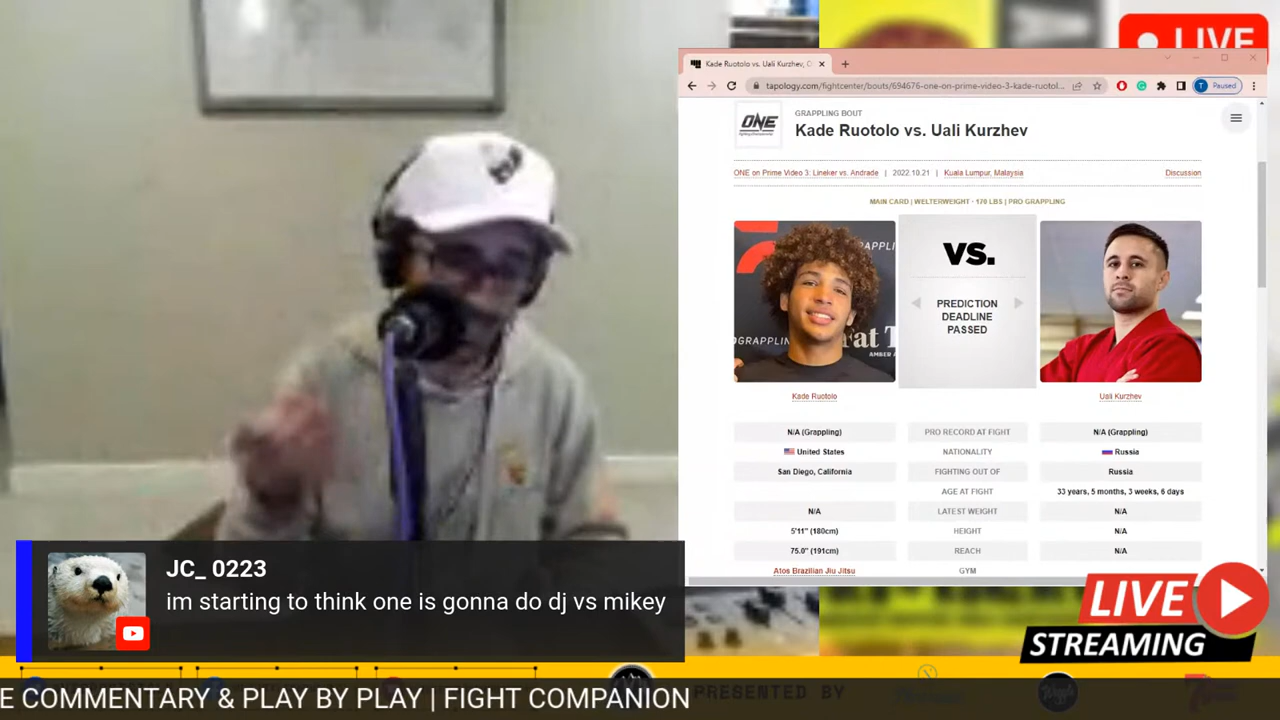 LIVE
Kade Ruotolo vs. Uali Kurzhev, O
tapology.com/fightcenter/bouts/694676-one-on-prime-video-3-kade-ruotol...
T Paused
ONE
GRAPPLING BOUT
Kade Ruotolo vs. Uali Kurzhev
ONE on Prime Video 3: Lineker vs. Andrade | 2022.10.21 | Kuala Lumpur, Malaysia
Discussion
MAIN CARD | WELTERWEIGHT · 170 LBS | PRO GRAPPLING
VS.
PREDICTION
DEADLINE
PASSED
Kade Ruotolo
Uali Kurzhev
N/A (Grappling) PRO RECORD AT FIGHT N/A (Grappling)
United States NATIONALITY Russia
San Diego, California FIGHTING OUT OF Russia
AGE AT FIGHT 33 years, 5 months, 3 weeks, 6 days
N/A LATEST WEIGHT N/A
5'11" (180cm) HEIGHT N/A
75.0" (191cm) REACH N/A
Atos Brazilian Jiu Jitsu GYM
JC_ 0223
im starting to think one is gonna do dj vs mikey
LIVE
STREAMING
PRESENTED BY
E COMMENTARY & PLAY BY PLAY | FIGHT COMPANION